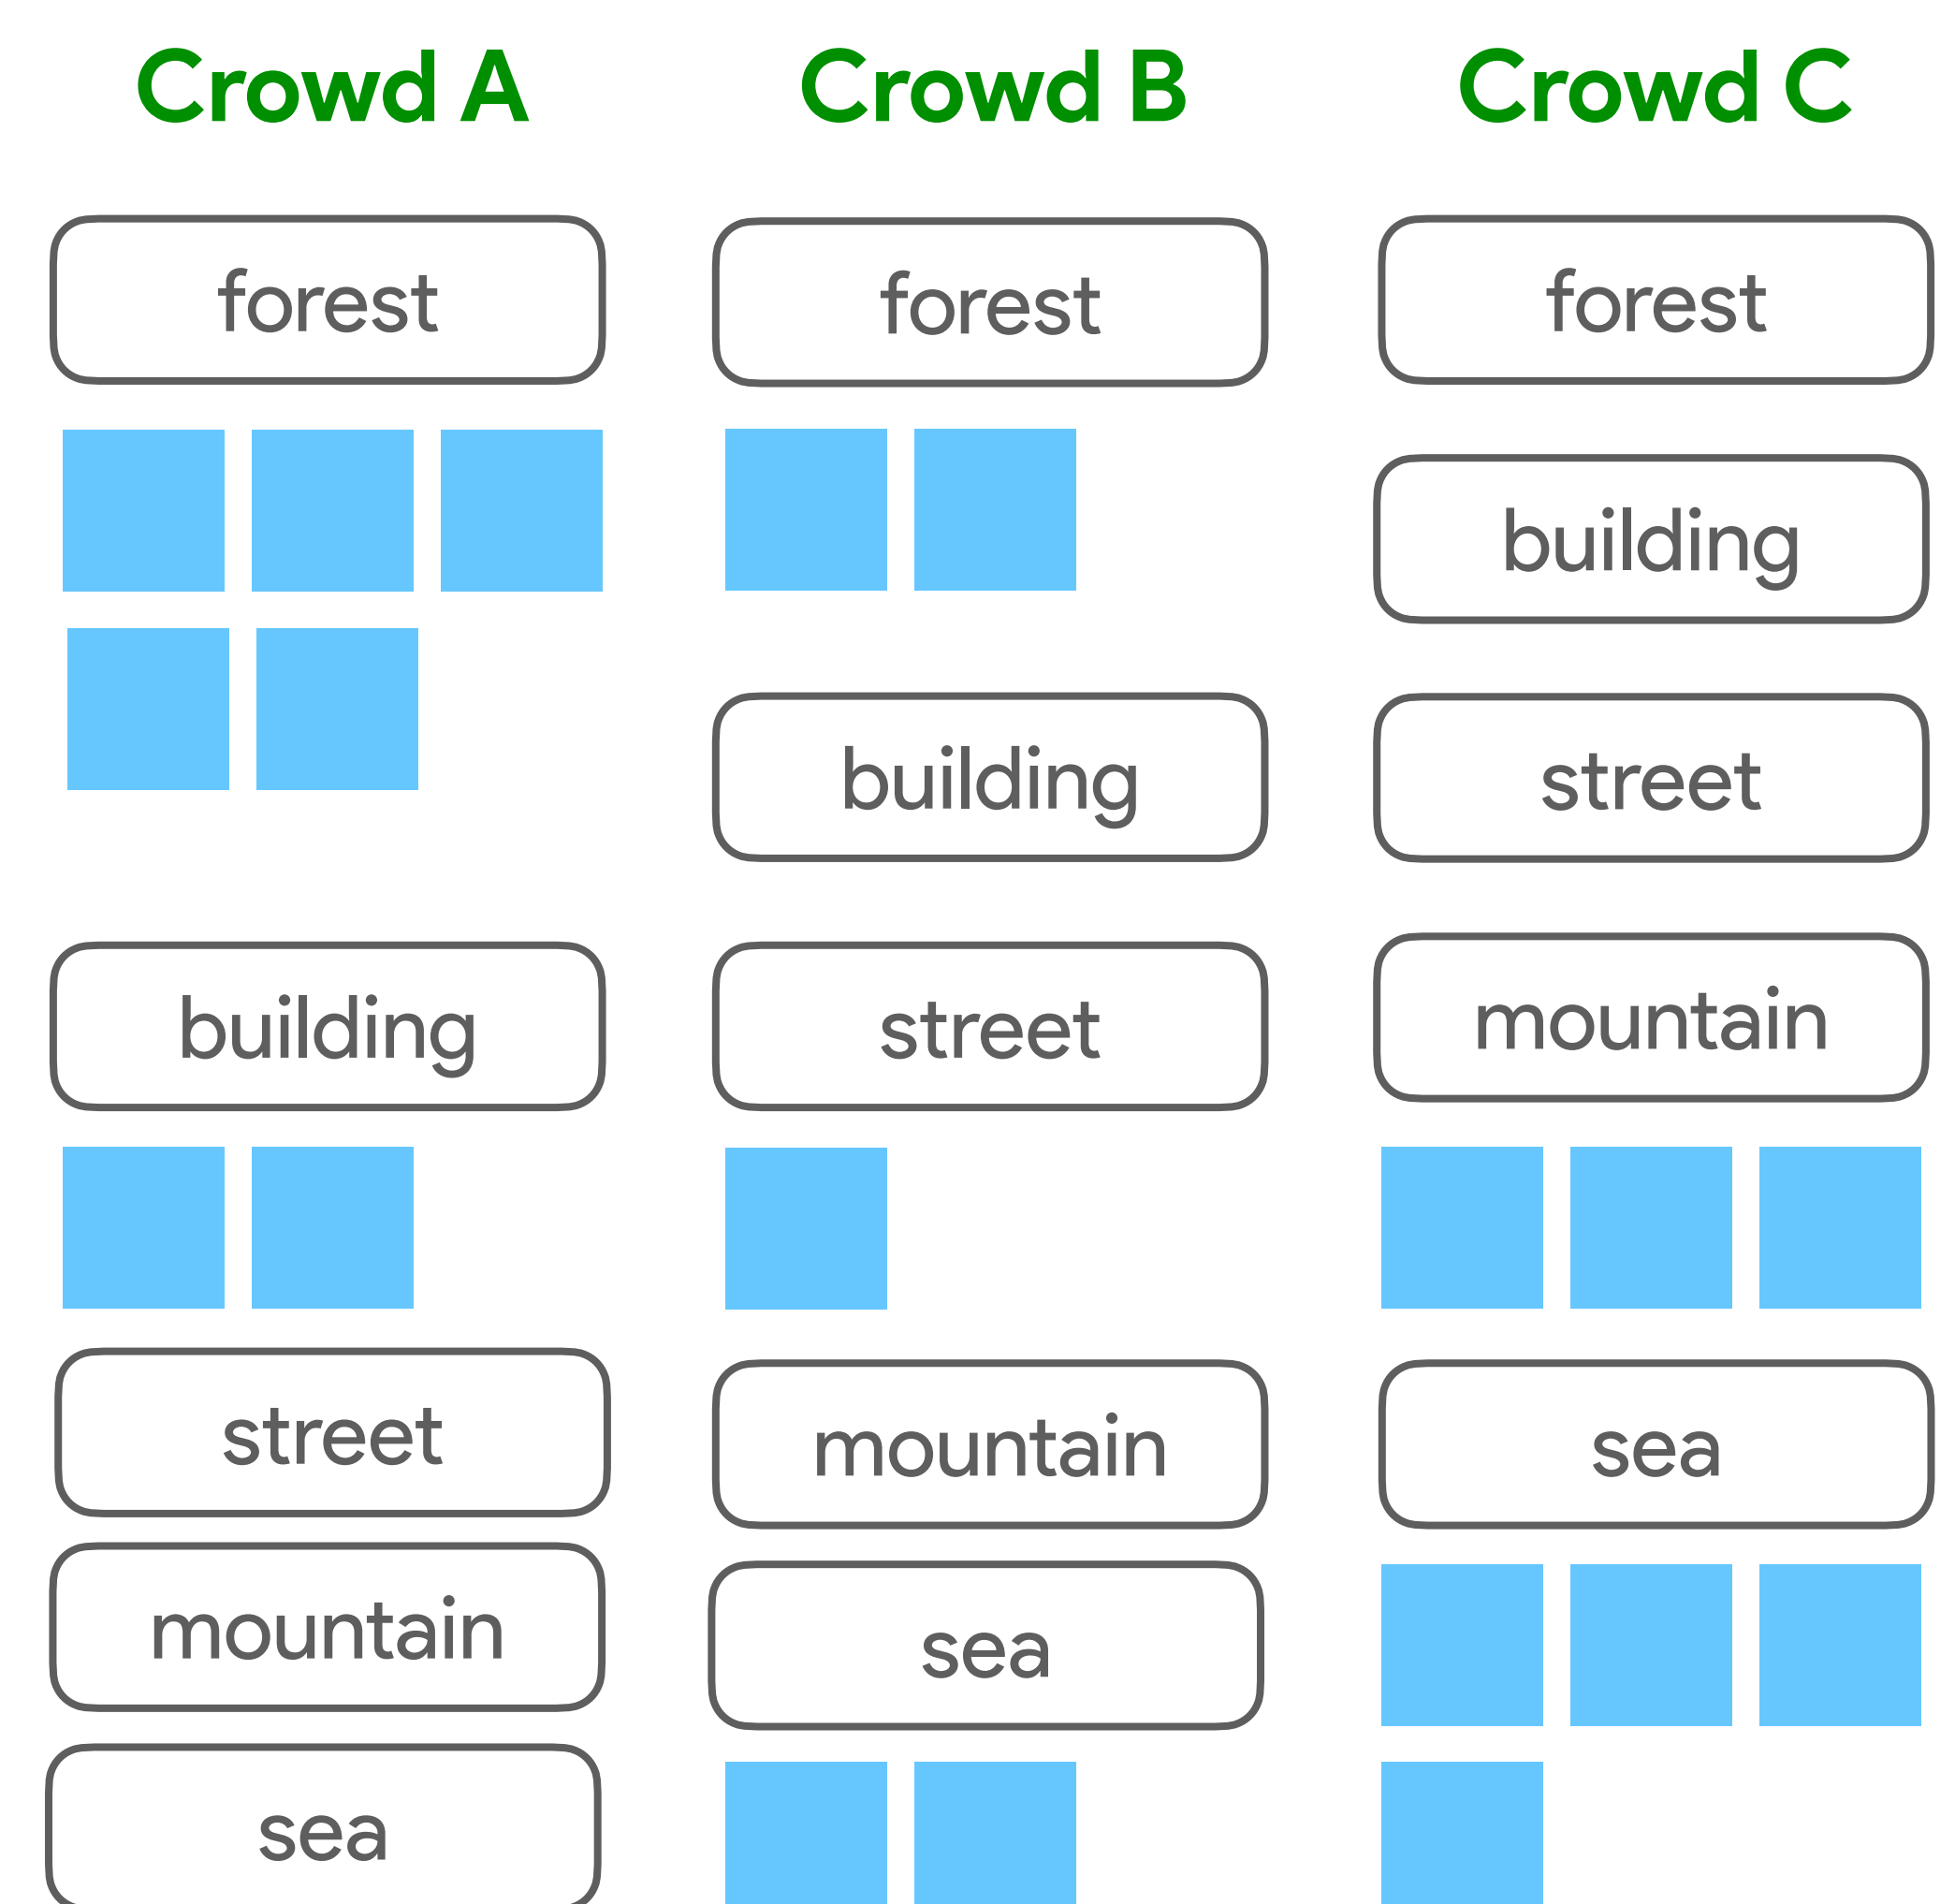 Crowd A
forest
building
street
mountain
sea
Crowd B
forest
building
street
mountain
sea
Crowd C
forest
building
street
mountain
sea